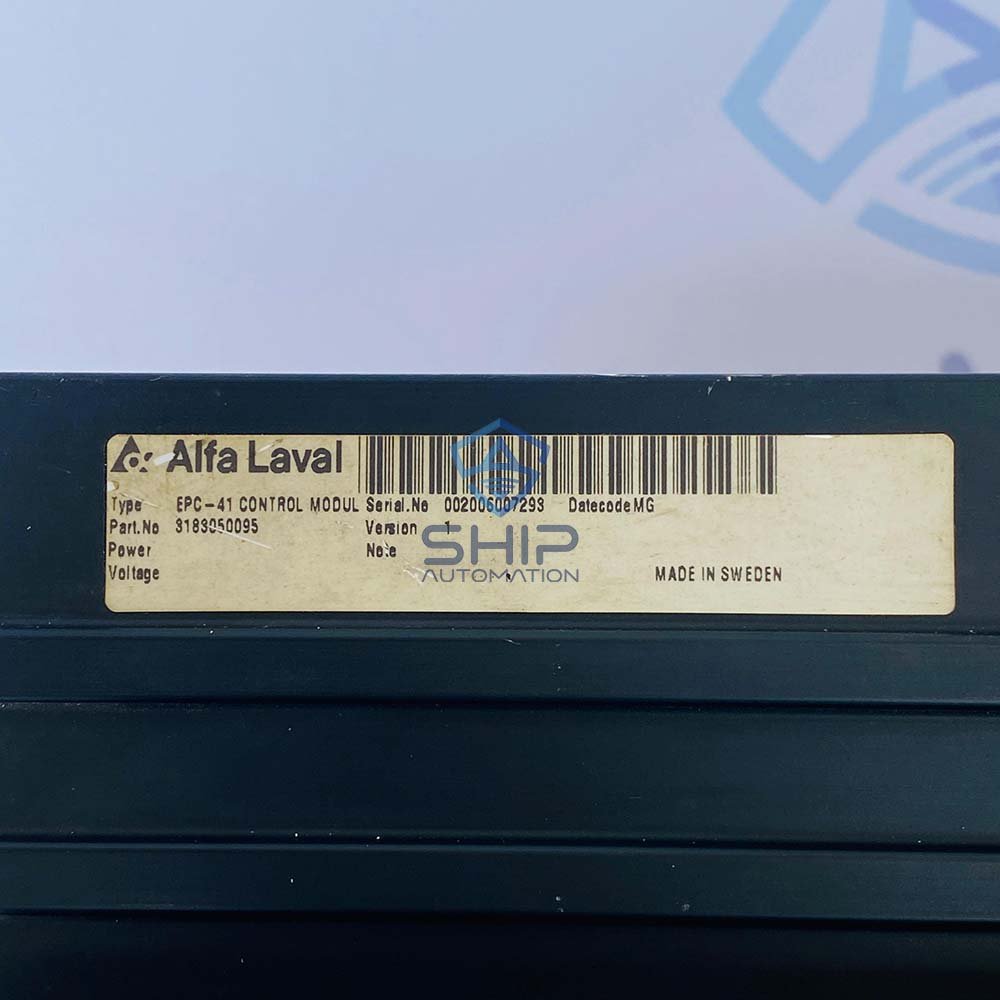 Alfa Laval
Type EPC-41 CONTROL MODUL Serial.No 002006007293 Datecode MG
Part.No 3183050095 Version 1
Power Note
Voltage MADE IN SWEDEN
SHIP
AUTOMATION